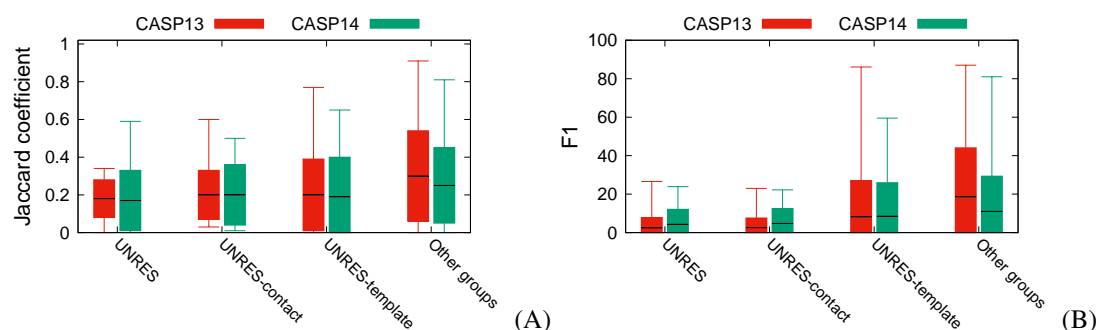 CASP13 CASP14
Jaccard coefficient
1
0.8
0.6
0.4
0.2
0
UNRES
UNRES-contact
UNRES-template
Other groups
(A)
CASP13 CASP14
F1
100
80
60
40
20
0
UNRES
UNRES-contact
UNRES-template
Other groups
(B)